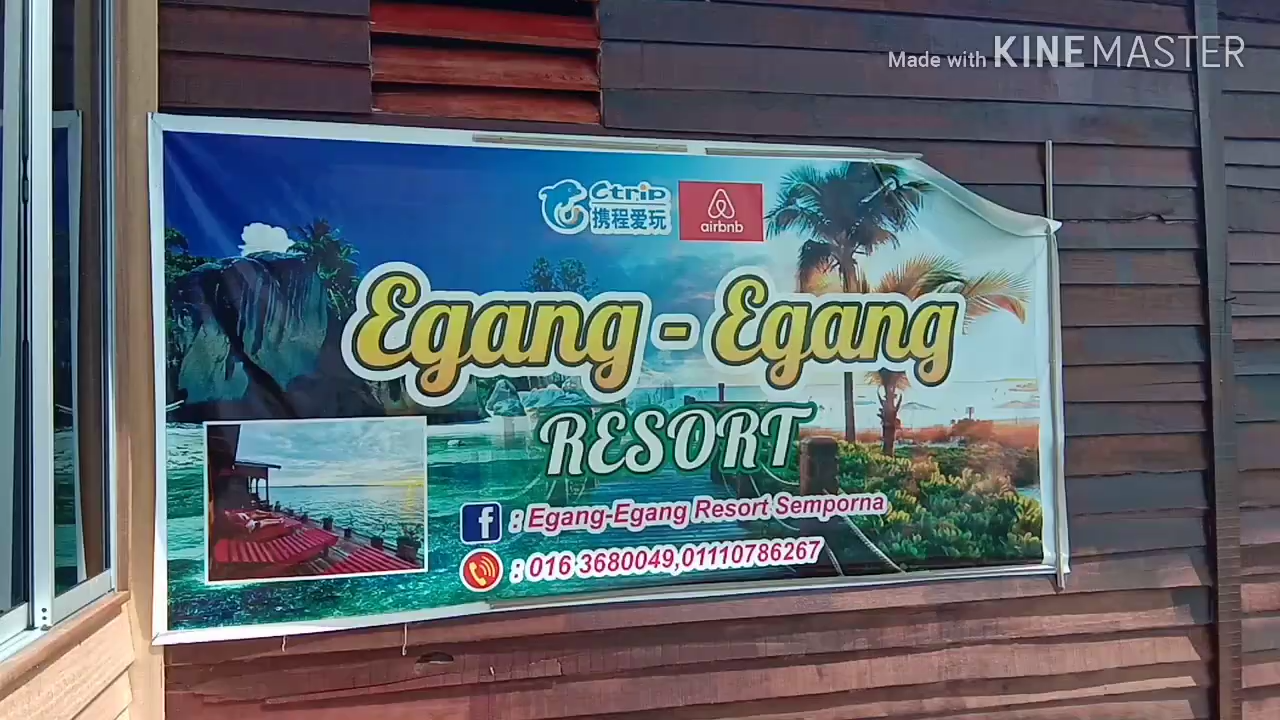 Made with KINEMASTER
Ctrip
携程爱玩
airbnb
Egang - Egang
RESORT
f : Egang-Egang Resort Semporna
: 016 3680049,01110786267